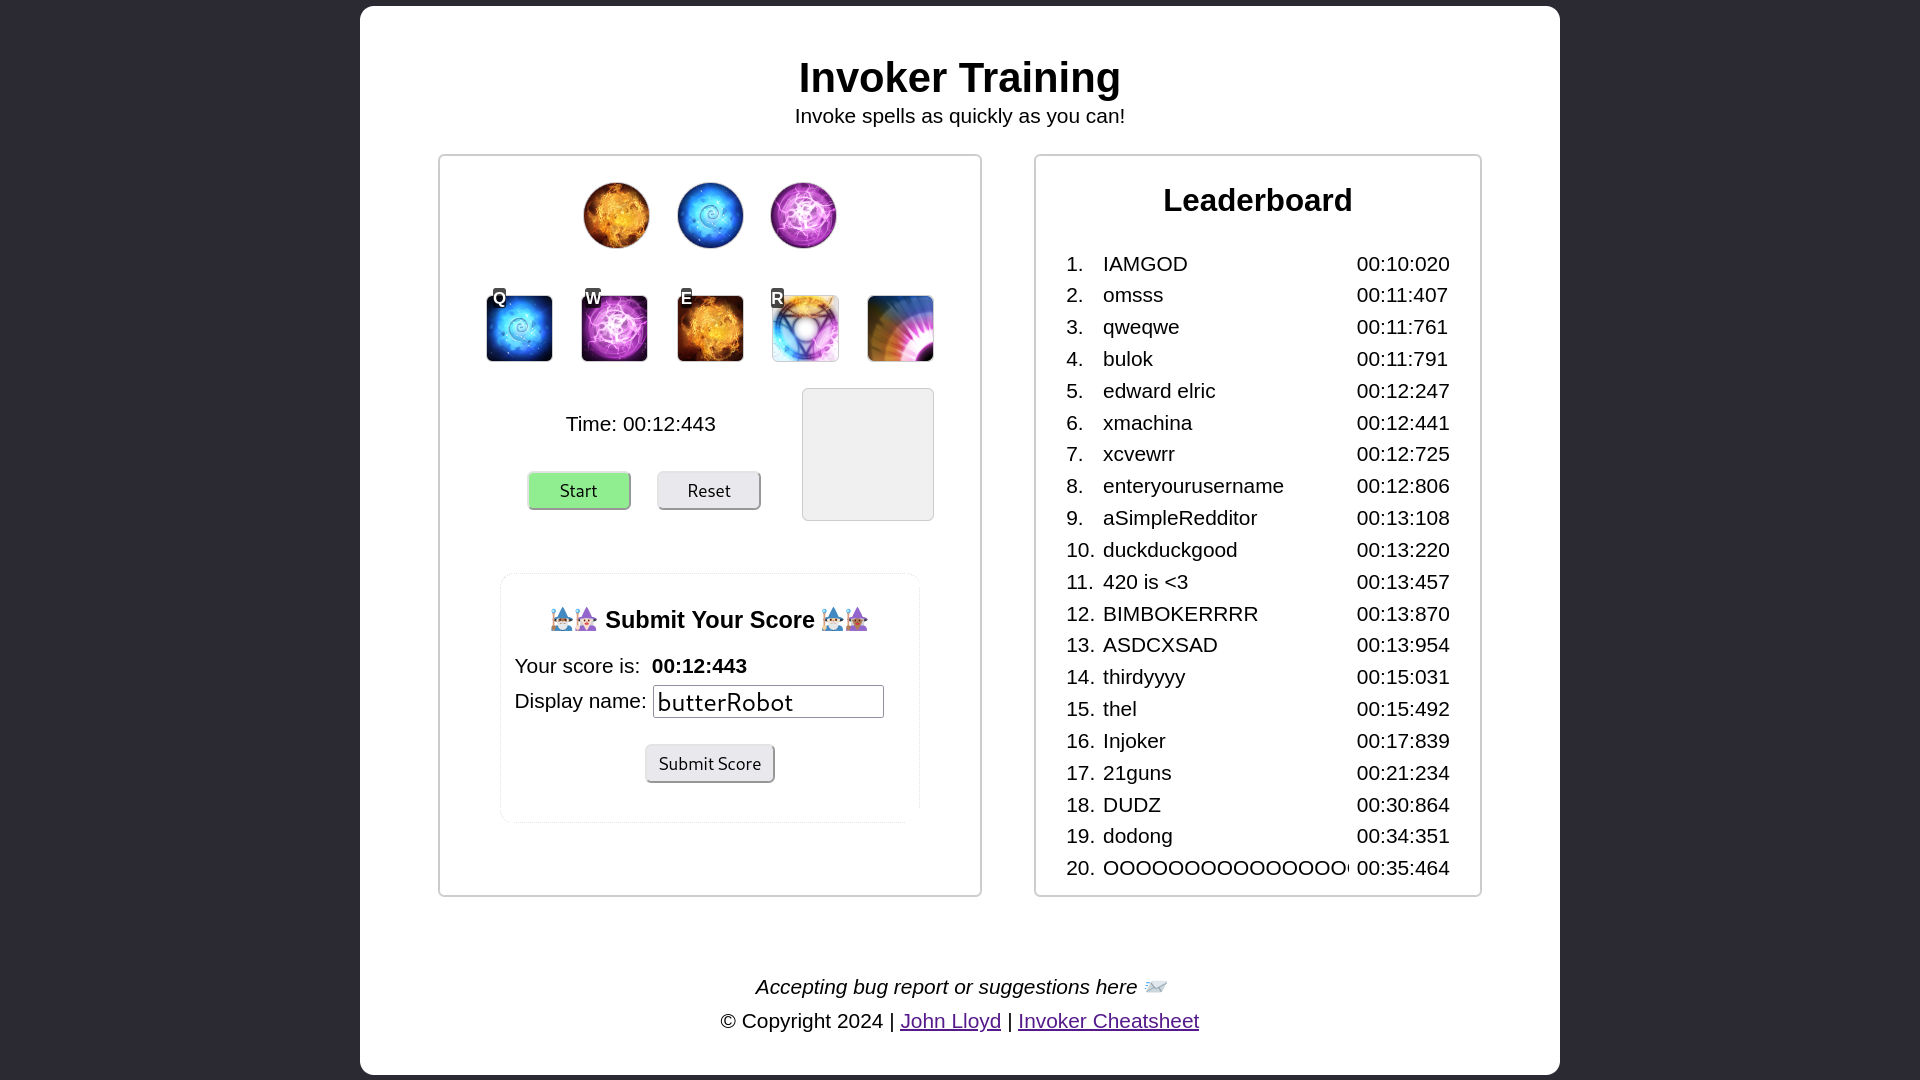 Invoker Training
Invoke spells as quickly as you can!
Q W E R
Time: 00:12:443
Start Reset
Submit Your Score
Your score is: 00:12:443
Display name: butterRobot
Submit Score
Leaderboard
1. IAMGOD 00:10:020
2. omsss 00:11:407
3. qweqwe 00:11:761
4. bulok 00:11:791
5. edward elric 00:12:247
6. xmachina 00:12:441
7. xcvewrr 00:12:725
8. enteryourusername 00:12:806
9. aSimpleRedditor 00:13:108
10. duckduckgood 00:13:220
11. 420 is <3 00:13:457
12. BIMBOKERRRR 00:13:870
13. ASDCXSAD 00:13:954
14. thirdyyyy 00:15:031
15. thel 00:15:492
16. Injoker 00:17:839
17. 21guns 00:21:234
18. DUDZ 00:30:864
19. dodong 00:34:351
20. OOOOOOOOOOOOOOOO 00:35:464
Accepting bug report or suggestions here
© Copyright 2024 | John Lloyd | Invoker Cheatsheet